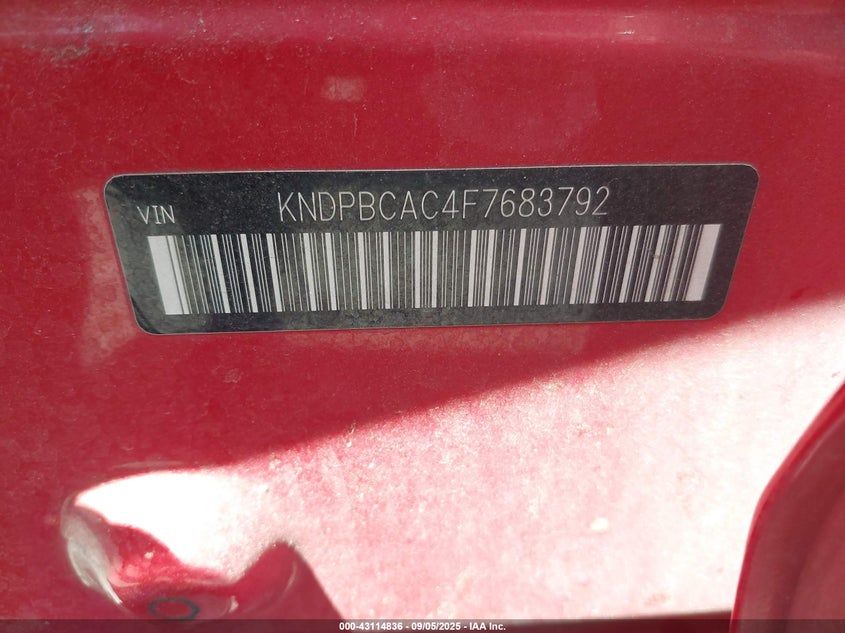 VIN KNDPBCAC4F7683792
000-43114836 | 09/05/2025 | IAA Inc.